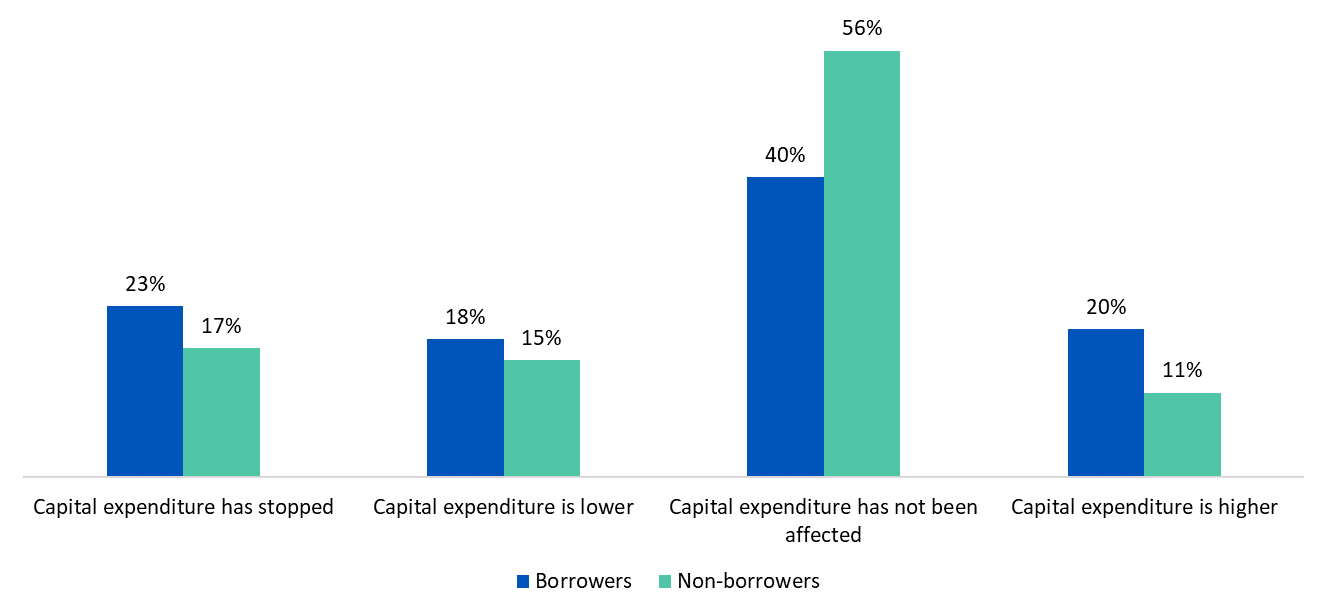 56%
40%
23%
20%
18%
17%
15%
11%
Capital expenditure has stopped
Capital expenditure is lower
Capital expenditure has not been
affected
Capital expenditure is higher
Borrowers
Non-borrowers